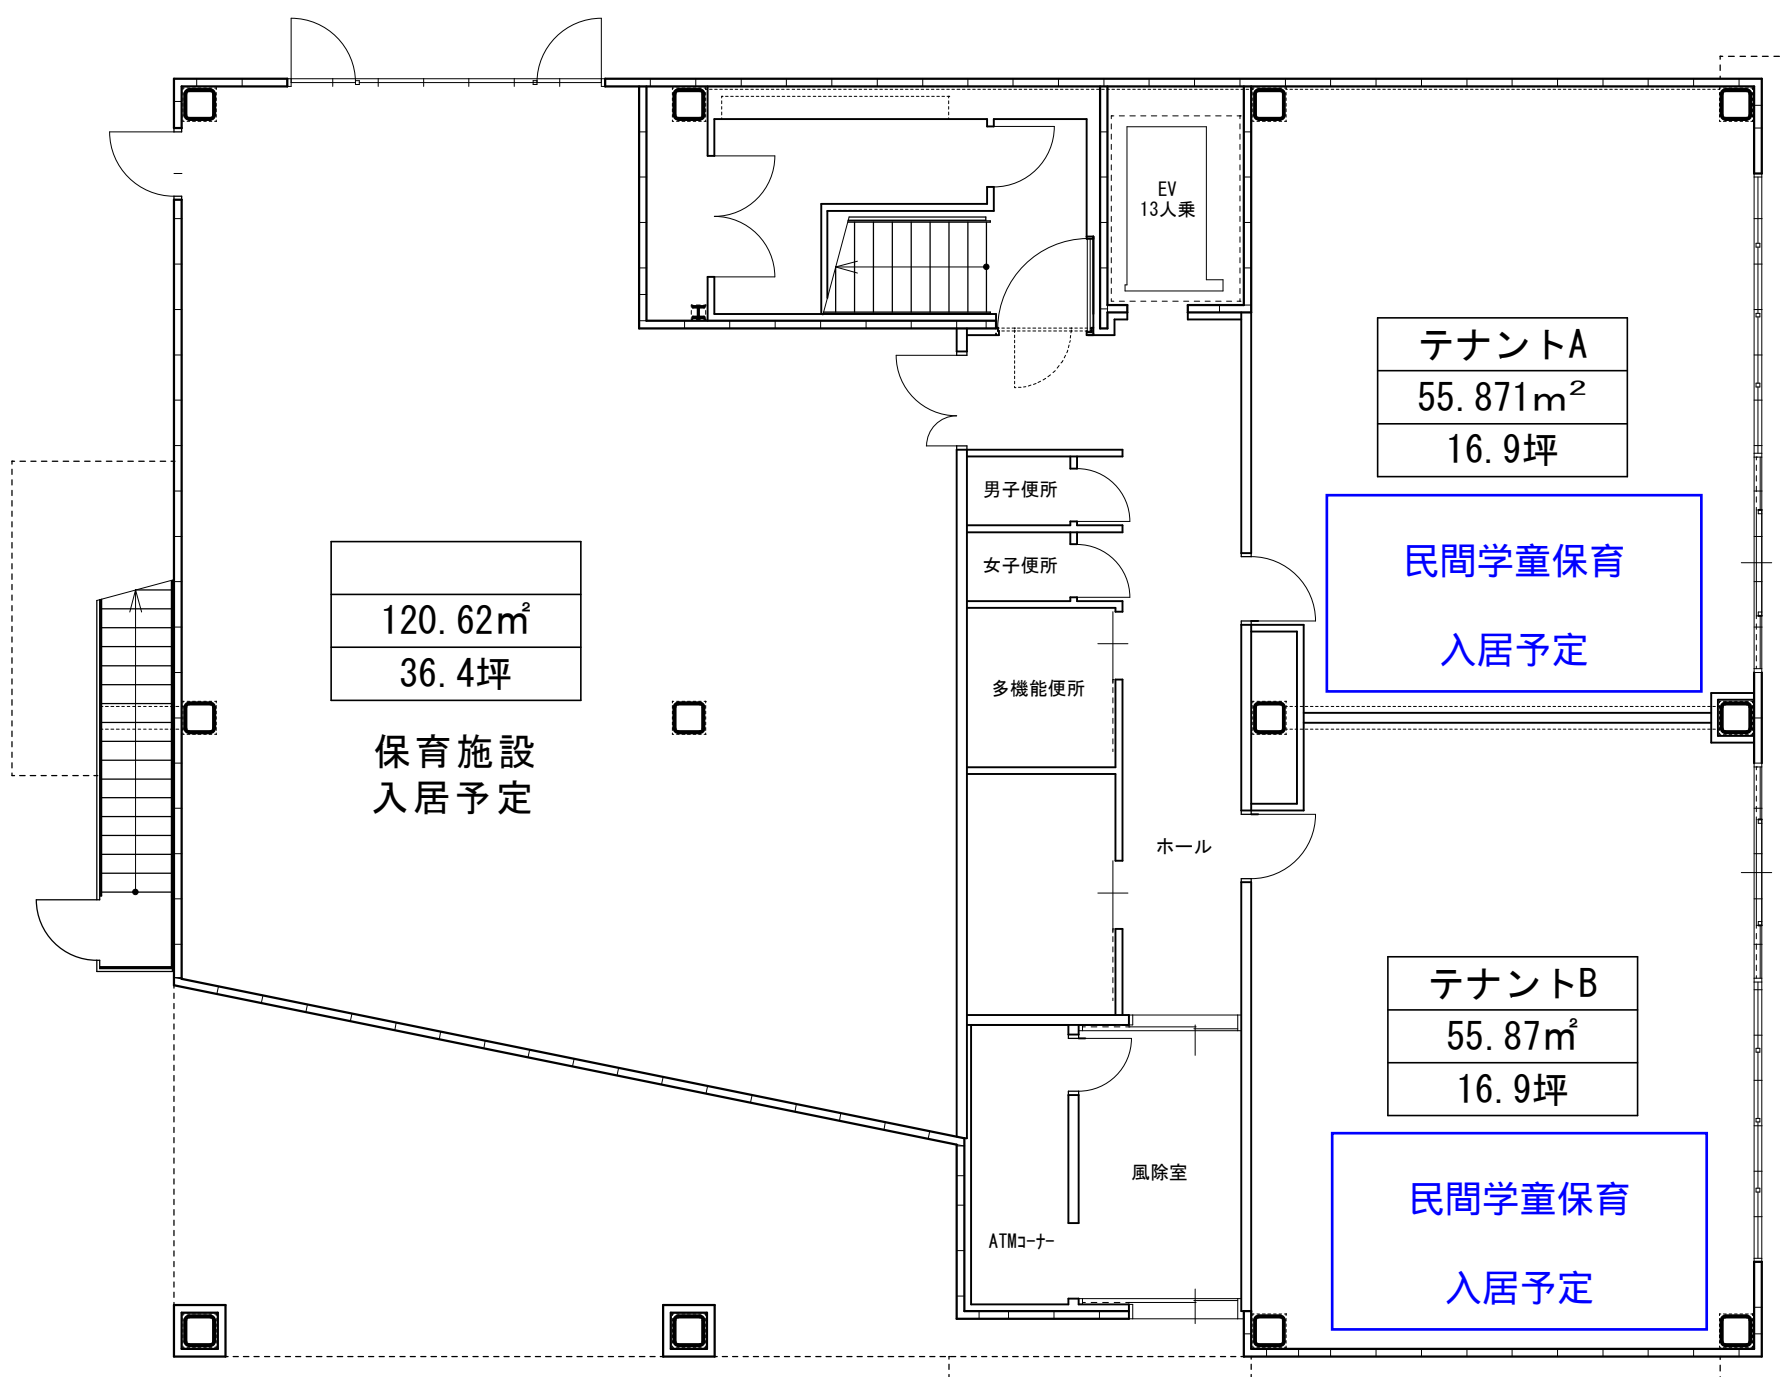 EV
13人乗
テナントA
55.871m²
16.9坪
民間学童保育
入居予定
男子便所
女子便所
120.62㎡
36.4坪
保育施設
入居予定
多機能便所
ホール
テナントB
55.87㎡
16.9坪
民間学童保育
入居予定
風除室
ATMｺｰﾅｰ